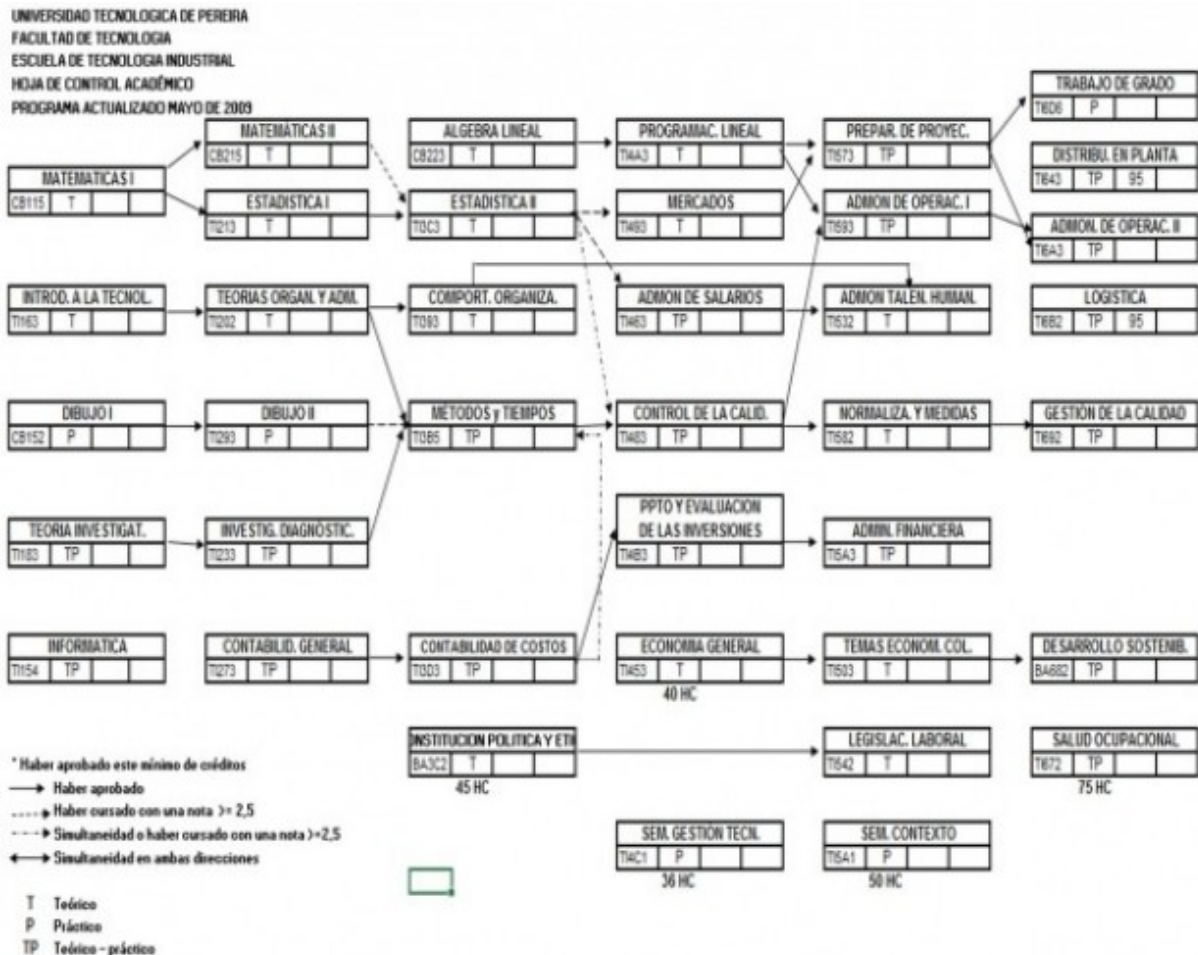 UNIVERSIDAD TECNOLOGICA DE PEREIRA
FACULTAD DE TECNOLOGIA
ESCUELA DE TECNOLOGIA INDUSTRIAL
HOJA DE CONTROL ACADÉMICO
PROGRAMA ACTUALIZADO MAYO DE 2009
TRABAJO DE GRADO
TI6D6 P
MATEMÁTICAS II
CB215 T
ALGEBRA LINEAL
CB223 T
PROGRAMAC. LINEAL
TI4A3 T
PREPAR. DE PROYEC.
TI573 TP
DISTRIBU. EN PLANTA
TI643 TP 95
MATEMATICAS I
CB115 T
ESTADISTICA I
TI213 T
ESTADISTICA II
TI3C3 T
MERCADOS
TI493 T
ADMON DE OPERAC. I
TI593 TP
ADMON. DE OPERAC. II
TI6A3 TP
INTROD. A LA TECNOL.
TI163 T
TEORIAS ORGAN. Y ADM.
TI202 T
COMPORT. ORGANIZA.
TI393 T
ADMON DE SALARIOS
TI463 TP
ADMON TALEN. HUMAN.
TI532 T
LOGISTICA
TI6B2 TP 95
DIBUJO I
CB152 P
DIBUJO II
TI293 P
MÉTODOS y TIEMPOS
TI3B5 TP
CONTROL DE LA CALID.
TI483 TP
NORMALIZA. Y MEDIDAS
TI582 T
GESTIÓN DE LA CALIDAD
TI692 TP
TEORIA INVESTIGAT.
TI183 TP
INVESTIG. DIAGNÓSTIC.
TI233 TP
PPTO Y EVALUACION
DE LAS INVERSIONES
TI4B3 TP
ADMIN. FINANCIERA
TI5A3 TP
INFORMATICA
TI154 TP
CONTABILID. GENERAL
TI273 TP
CONTABILIDAD DE COSTOS
TI3D3 TP
ECONOMIA GENERAL
TI453 T
40 HC
TEMAS ECONOM. COL.
TI503 T
DESARROLLO SOSTENIB.
BA682 TP
ONSTITUCION POLITICA Y ETI
BA3C2 T
45 HC
LEGISLAC. LABORAL
TI542 T
SALUD OCUPACIONAL
TI672 TP
75 HC
* Haber aprobado este mínimo de créditos
Haber aprobado
Haber cursado con una nota >= 2,5
Simultaneidad o haber cursado con una nota >=2,5
Simultaneidad en ambas direcciones
SEM. GESTIÓN TECN.
TI4C1 P
36 HC
SEM. CONTEXTO
TI5A1 P
50 HC
T Teórico
P Práctico
TP Teórico - práctico